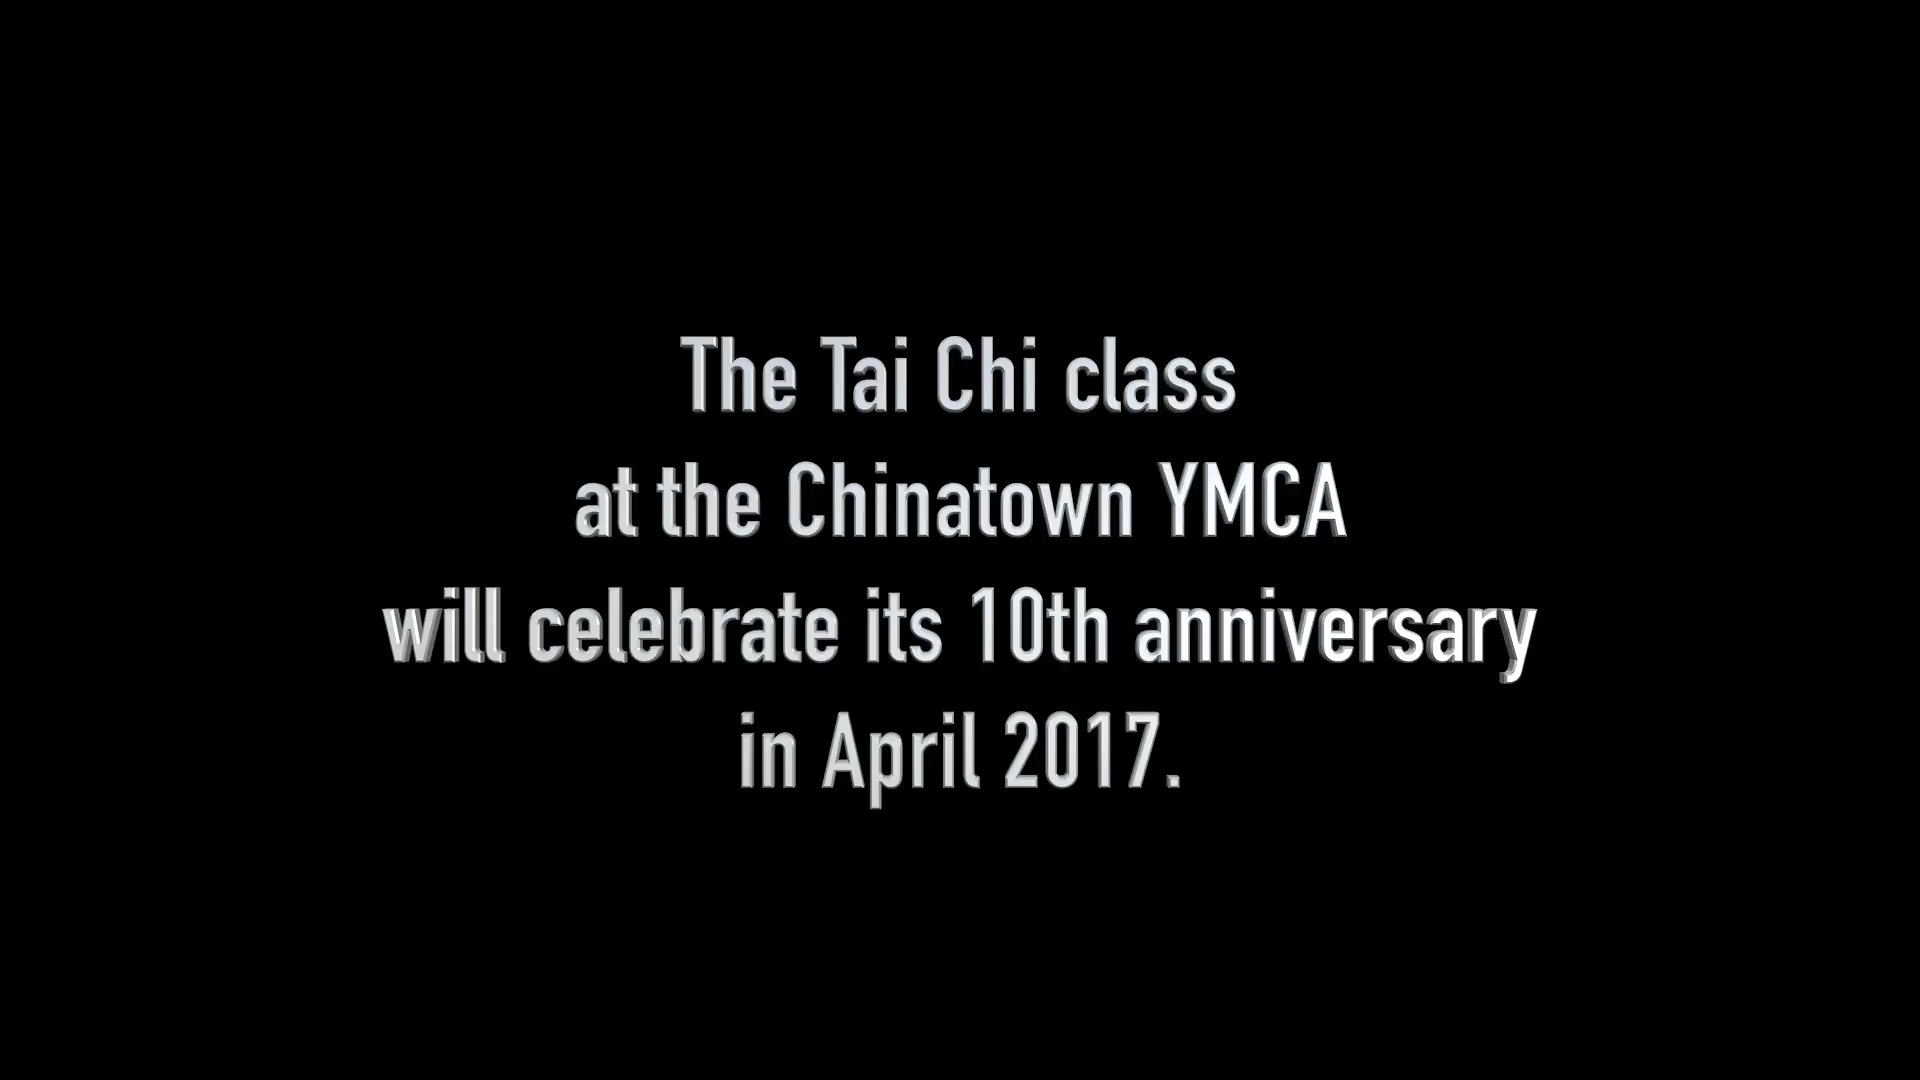 The Tai Chi class
at the Chinatown YMCA
will celebrate its 10th anniversary
in April 2017.